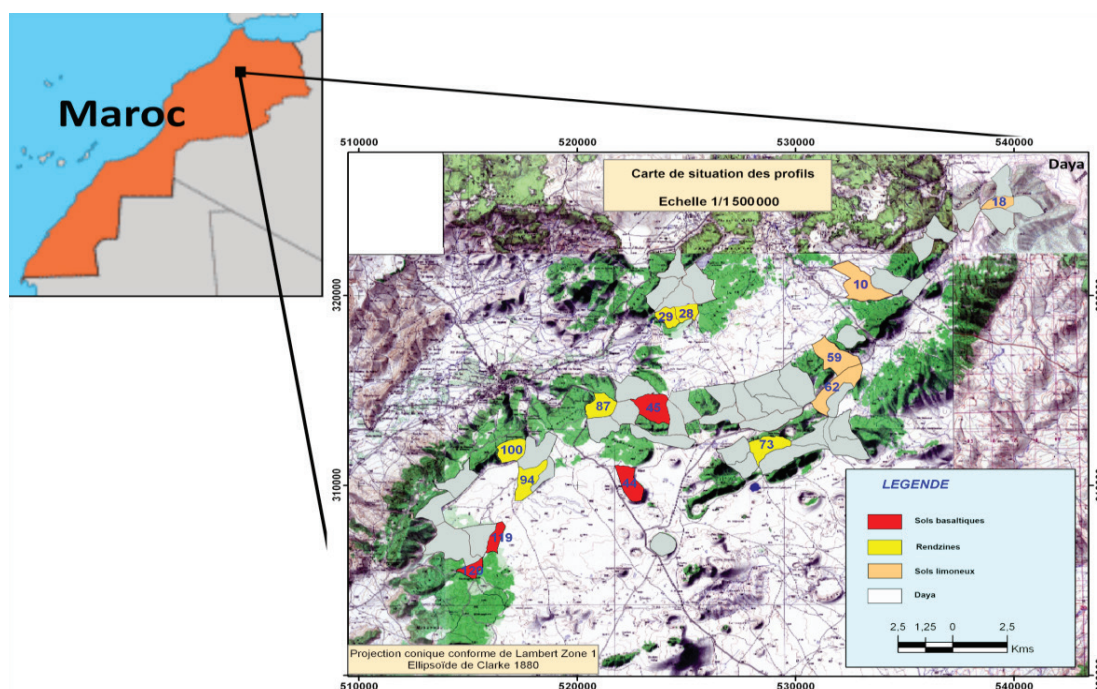 Maroc
510000
520000
530000
540000
Daya
Carte de situation des profils
Echelle 1/1 500 000
18
320000
10
29
28
59
62
87
45
100
73
94
310000
44
119
LEGENDE
Sols basaltiques
Rendzines
Sols limoneux
Daya
2,5
1,25
0
2,5
Kms
Projection conique conforme de Lambert Zone 1
Ellipsoïde de Clarke 1880
510000
520000
530000
540000